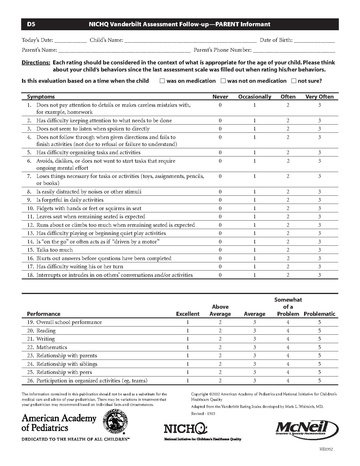 D5 NICHQ Vanderbilt Assessment Follow-up—PARENT Informant
Today's Date: Child's Name: Date of Birth:
Parent's Name: Parent's Phone Number:
Directions: Each rating should be considered in the context of what is appropriate for the age of your child. Please think
about your child's behaviors since the last assessment scale was filled out when rating his/her behaviors.
Is this evaluation based on a time when the child □ was on medication □ was not on medication □ not sure?
Symptoms Never Occasionally Often Very Often
1. Does not pay attention to details or makes careless mistakes with, 0 1 2 3
for example, homework
2. Has difficulty keeping attention to what needs to be done 0 1 2 3
3. Does not seem to listen when spoken to directly 0 1 2 3
4. Does not follow through when given directions and fails to 0 1 2 3
finish activities (not due to refusal or failure to understand)
5. Has difficulty organizing tasks and activities 0 1 2 3
6. Avoids, dislikes, or does not want to start tasks that require 0 1 2 3
ongoing mental effort
7. Loses things necessary for tasks or activities (toys, assignments, pencils, 0 1 2 3
or books)
8. Is easily distracted by noises or other stimuli 0 1 2 3
9. Is forgetful in daily activities 0 1 2 3
10. Fidgets with hands or feet or squirms in seat 0 1 2 3
11. Leaves seat when remaining seated is expected 0 1 2 3
12. Runs about or climbs too much when remaining seated is expected 0 1 2 3
13. Has difficulty playing or beginning quiet play activities 0 1 2 3
14. Is "on the go" or often acts as if "driven by a motor" 0 1 2 3
15. Talks too much 0 1 2 3
16. Blurts out answers before questions have been completed 0 1 2 3
17. Has difficulty waiting his or her turn 0 1 2 3
18. Interrupts or intrudes in on others' conversations and/or activities 0 1 2 3
Somewhat
Above of a
Performance Excellent Average Average Problem Problematic
19. Overall school performance 1 2 3 4 5
20. Reading 1 2 3 4 5
21. Writing 1 2 3 4 5
22. Mathematics 1 2 3 4 5
23. Relationship with parents 1 2 3 4 5
24. Relationship with siblings 1 2 3 4 5
25. Relationship with peers 1 2 3 4 5
26. Participation in organized activities (eg, teams) 1 2 3 4 5
The information contained in this publication should not be used as a substitute for the
medical care and advice of your pediatrician. There may be variations in treatment that
your pediatrician may recommend based on individual facts and circumstances.
Copyright ©2002 American Academy of Pediatrics and National Initiative for Children's
Healthcare Quality
Adapted from the Vanderbilt Rating Scales developed by Mark L. Wolraich, MD.
Revised - 0303
American Academy
of Pediatrics
DEDICATED TO THE HEALTH OF ALL CHILDREN™
NICHQ
National Initiative for Children's Healthcare Quality
McNeil